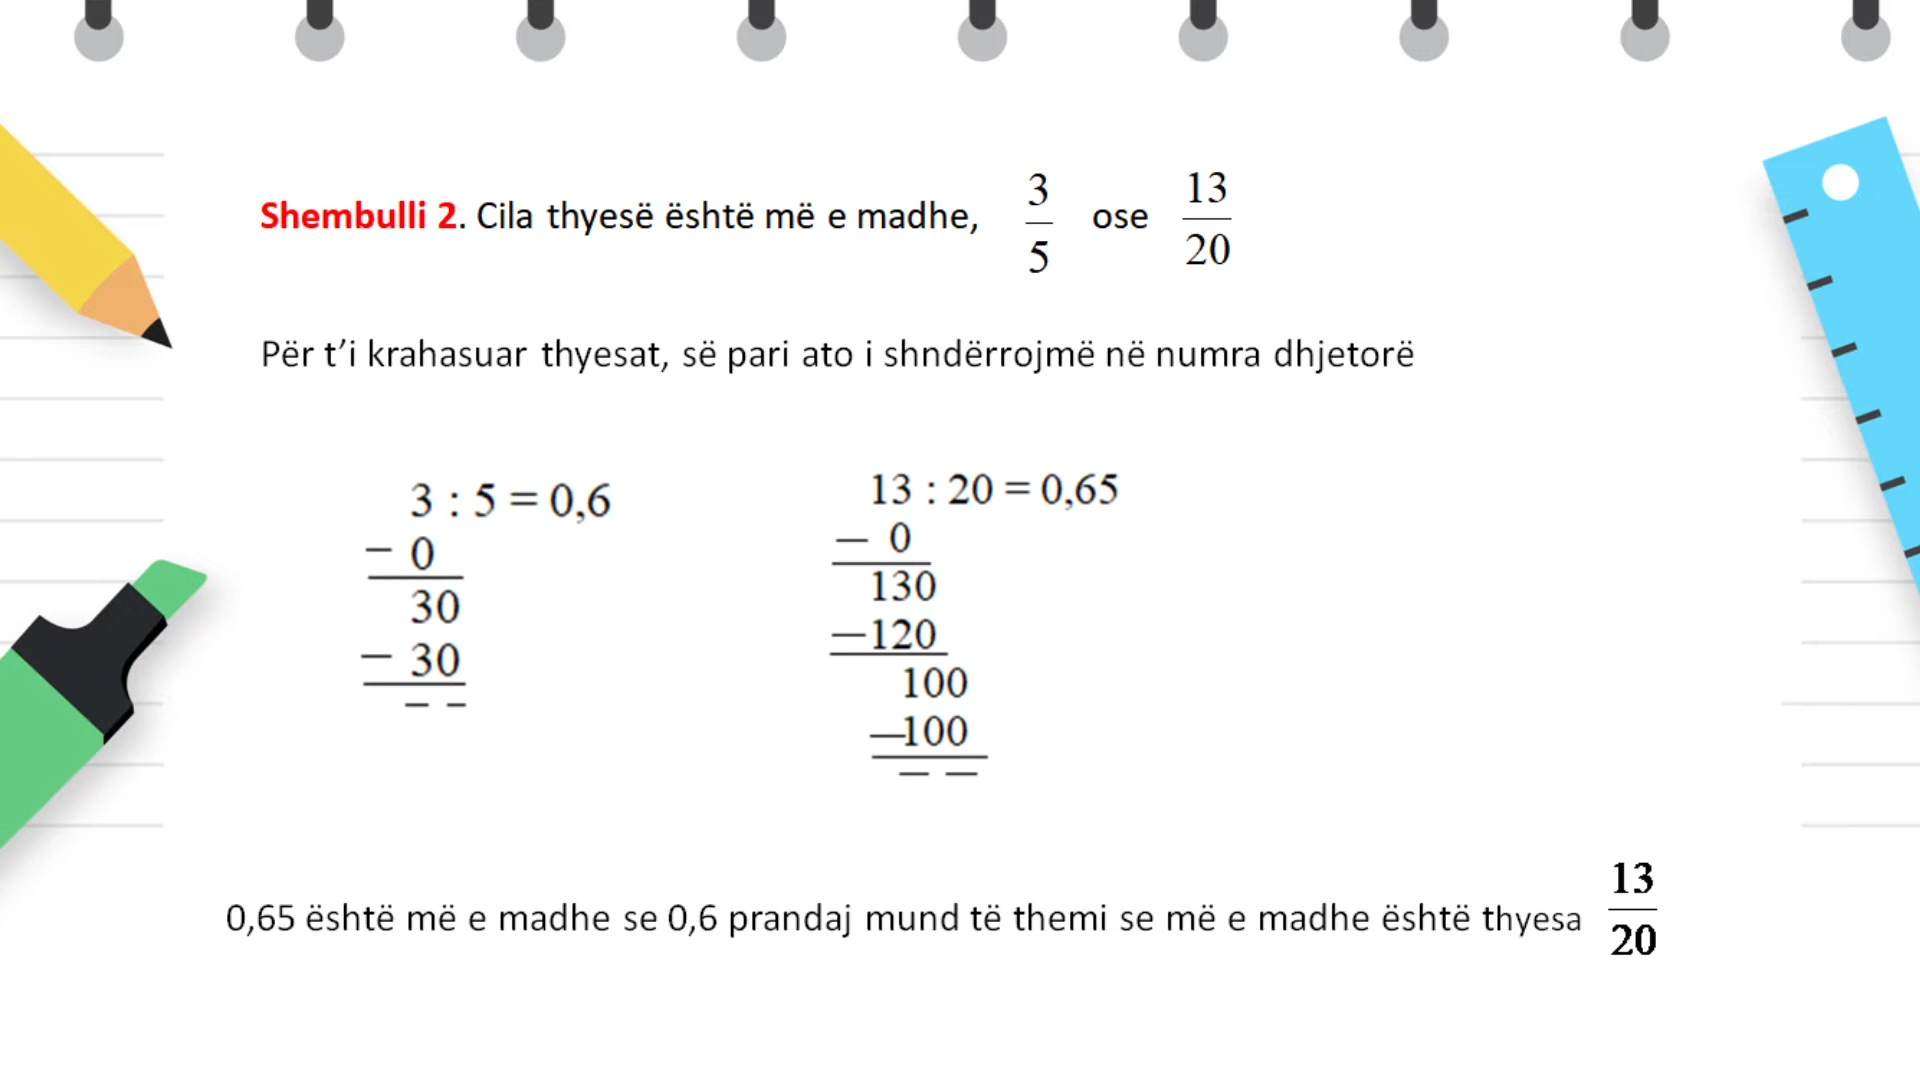 Shembulli 2. Cila thyesë është më e madhe, 3/5 ose 13/20
Për t’i krahasuar thyesat, së pari ato i shndërrojmë në numra dhjetorë
3 : 5 = 0,6
− 0
30
− 30
− −
13 : 20 = 0,65
− 0
130
−120
100
−100
− −
0,65 është më e madhe se 0,6 prandaj mund të themi se më e madhe është thyesa 13/20